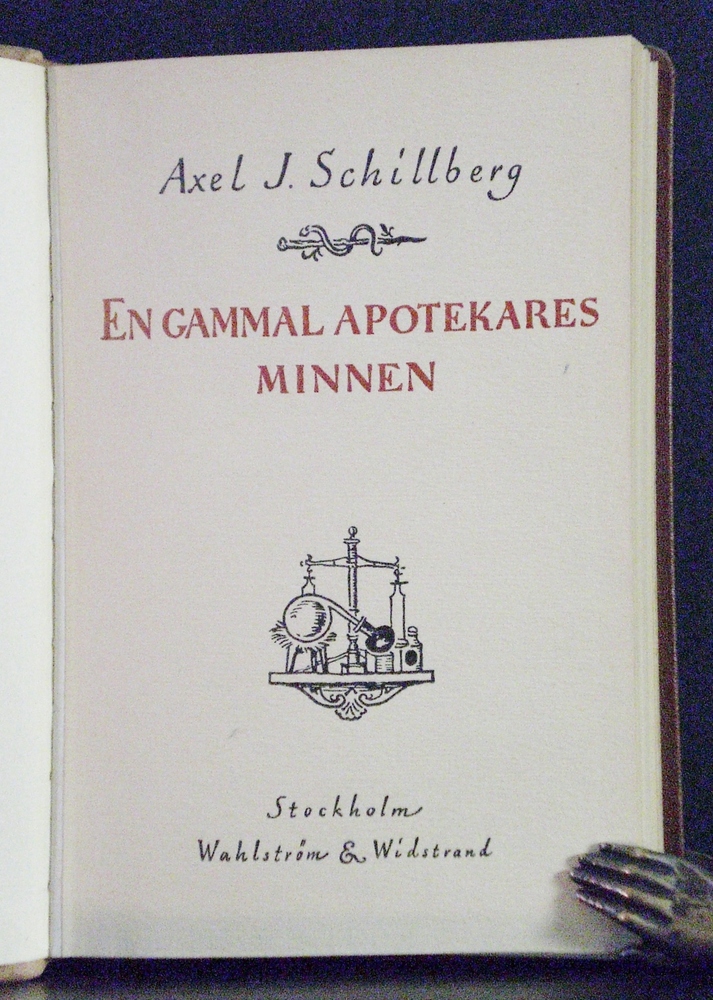 Axel J. Schillberg
EN GAMMAL APOTEKARES
MINNEN
Stockholm
Wahlström & Widstrand